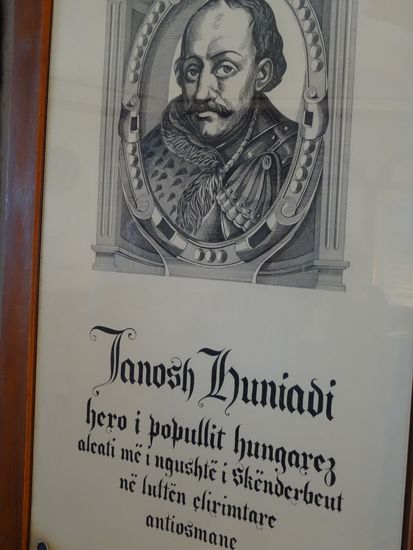 Janosh Huniadi
hero i popullit hungarez
aleati më i ngushtë i Skënderbeut
në luftën çlirimtare
antiosmane